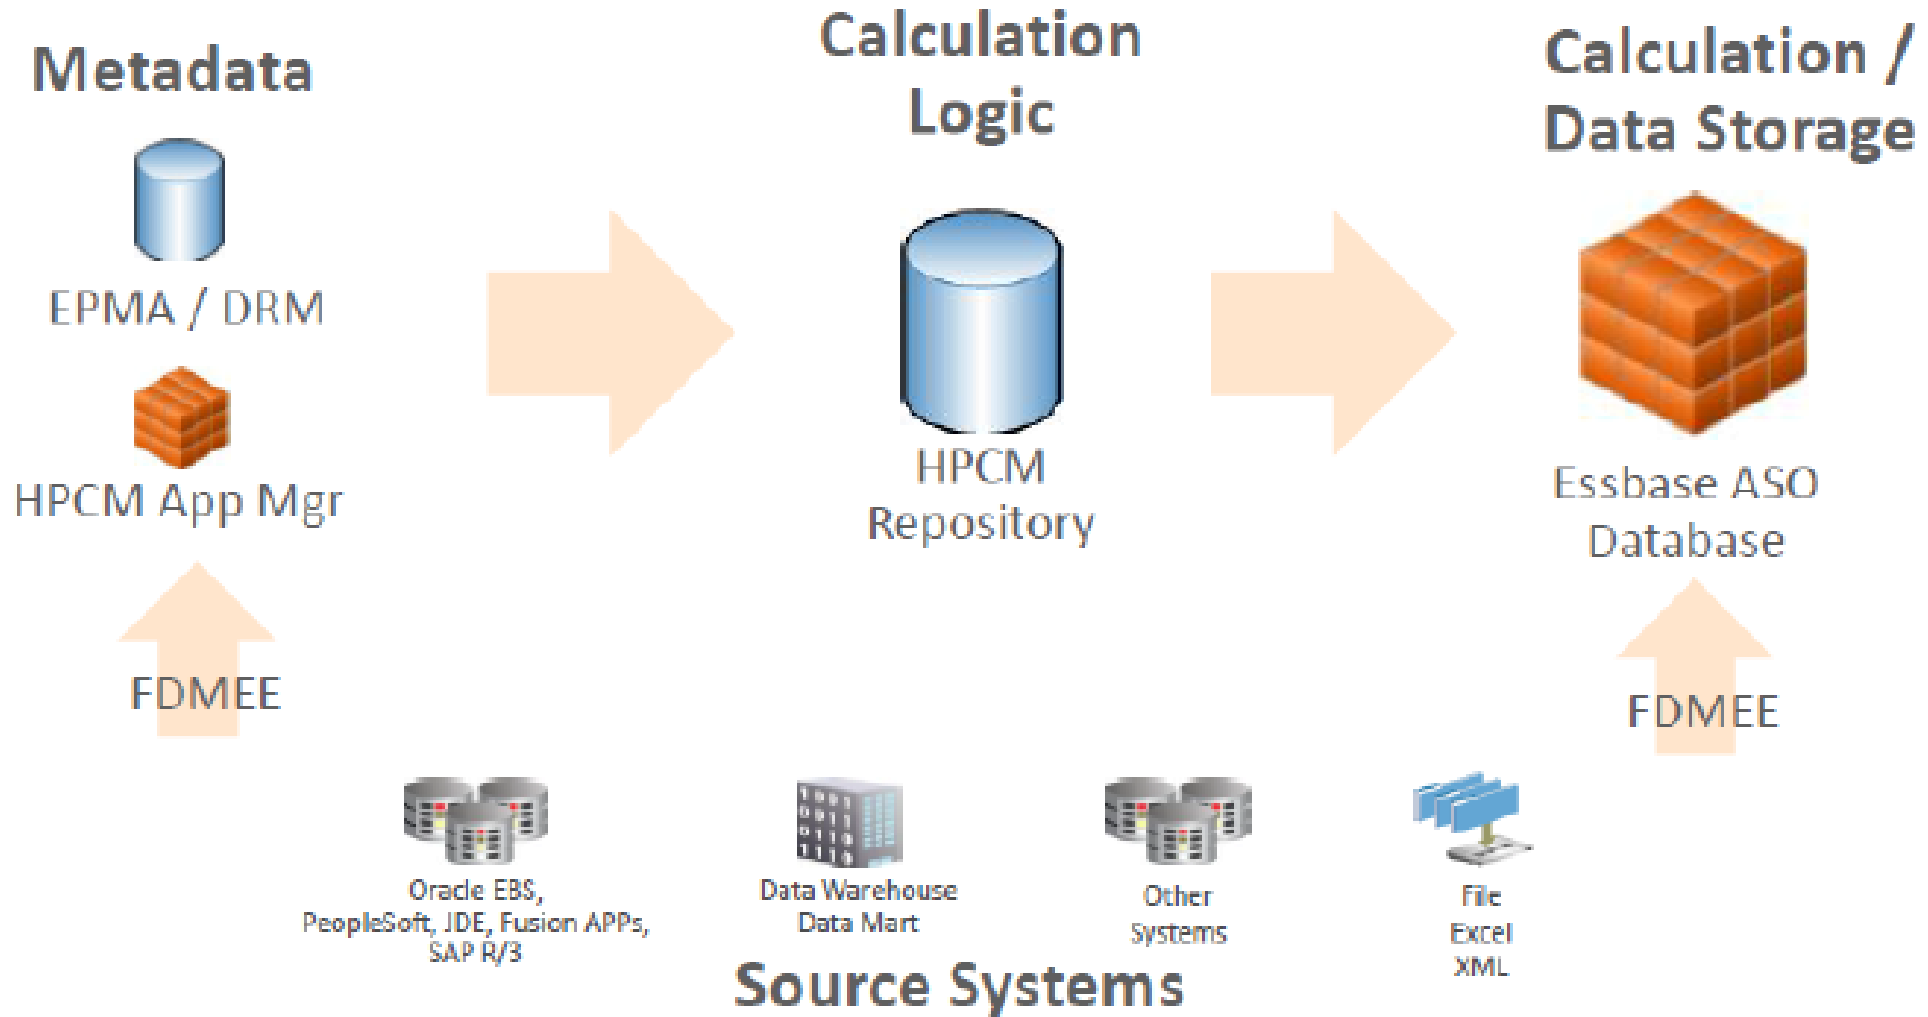 Metadata
EPMA / DRM
HPCM App Mgr
FDMEE
Calculation
Logic
HPCM
Repository
Calculation /
Data Storage
Essbase ASO
Database
FDMEE
Oracle EBS,
PeopleSoft, JDE, Fusion APPs,
SAP R/3
Data Warehouse
Data Mart
Other
Systems
File
Excel
XML
Source Systems